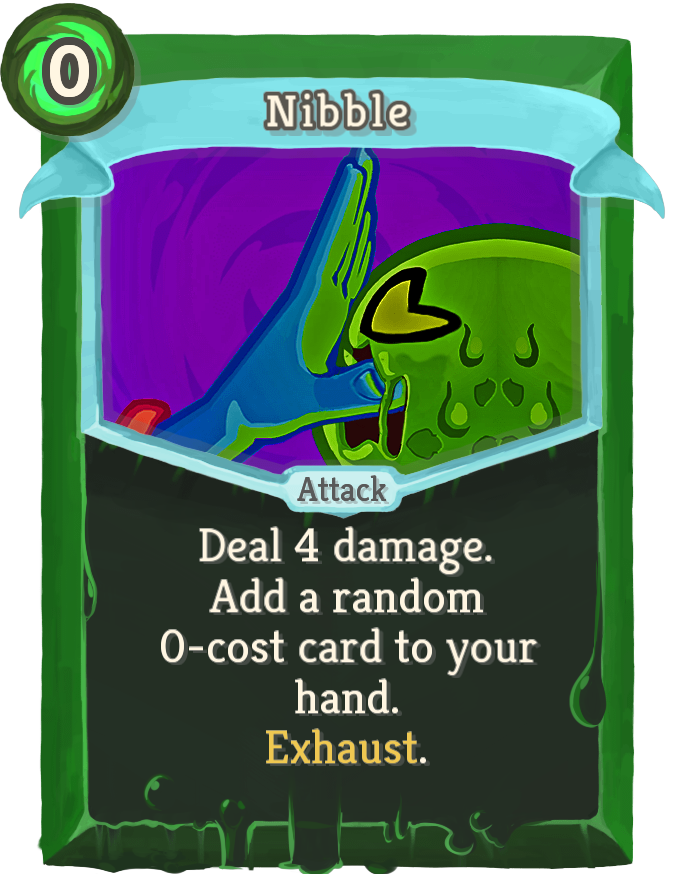 0
Nibble
Attack
Deal 4 damage.
Add a random
0-cost card to your
hand.
Exhaust.